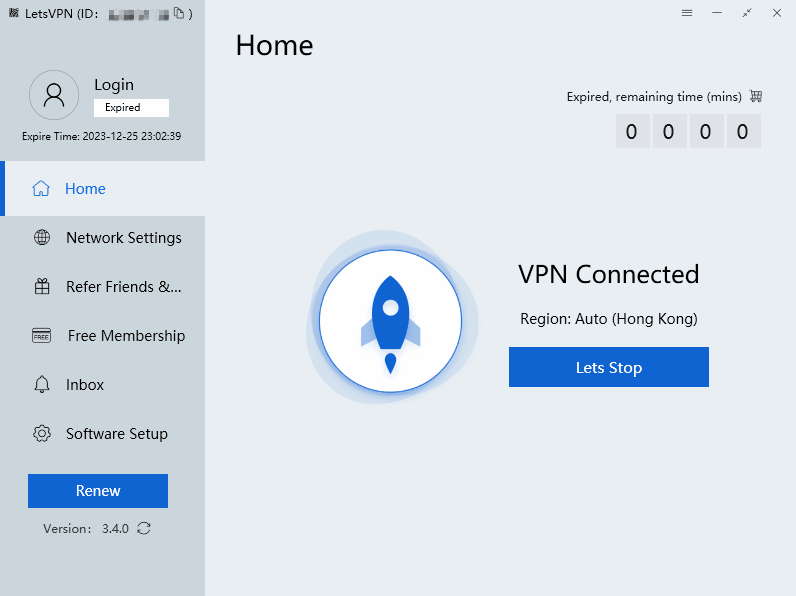 LetsVPN (ID: )
Login
Expired
Expire Time: 2023-12-25 23:02:39
Home
Network Settings
Refer Friends &...
FREE
Free Membership
Inbox
Software Setup
Renew
Version: 3.4.0
Home
Expired, remaining time (mins)
0 0 0 0
VPN Connected
Region: Auto (Hong Kong)
Lets Stop